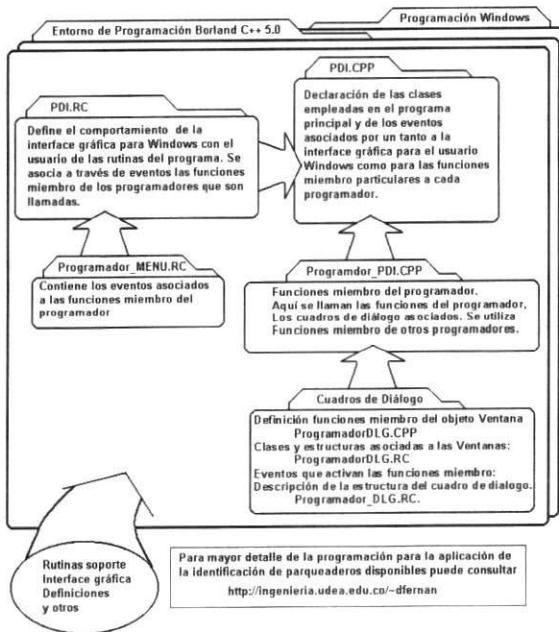 Programación Windows
Entorno de Programación Borland C++ 5.0
PDI.CPP
Declaración de las clases
empleadas en el programa
principal y de los eventos
asociados por un tanto a la
interface gráfica para el usuario
Windows como para las funciones
miembro particulares a cada
programador.
PDI.RC
Define el comportamiento de la
interface gráfica para Windows con el
usuario de las rutinas del programa. Se
asocia a través de eventos las funciones
miembro de los programadores que son
llamadas.
Programador_MENU.RC
Contiene los eventos asociados
a las funciones miembro del
programador
Programdor_PDI.CPP
Funciones miembro del programador.
Aquí se llaman las funciones del programador,
Los cuadros de diálogo asociados. Se utiliza
Funciones miembro de otros programadores.
Cuadros de Diálogo
Definición funciones miembro del objeto Ventana
ProgramadorDLG.CPP
Clases y estructuras asociadas a las Ventanas:
ProgramadorDLG.RC
Eventos que activan las funciones miembro:
Descripción de la estructura del cuadro de dialogo.
Programador_DLG.RC.
Rutinas soporte
Interface gráfica
Definiciones
y otros
Para mayor detalle de la programación para la aplicación de
la identificación de parqueaderos disponibles puede consultar
http://ingenieria.udea.edu.co/~dfernan